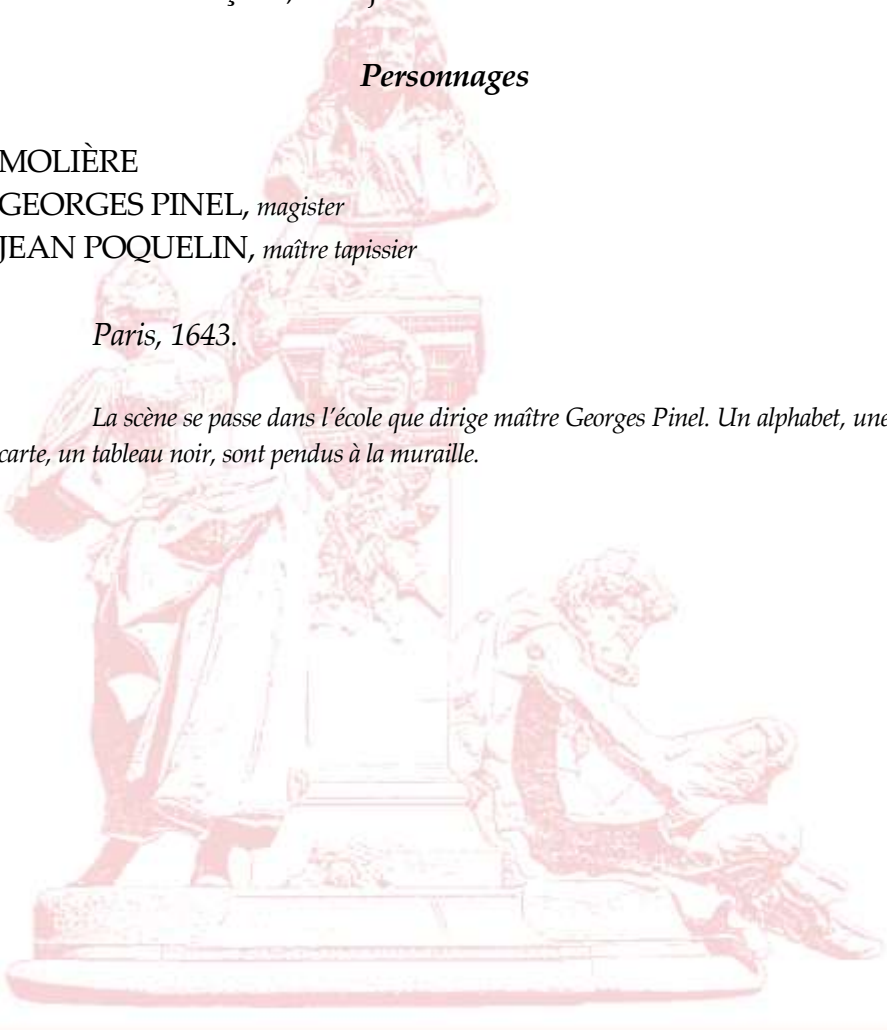 Personnages
MOLIÈRE
GEORGES PINEL, magister
JEAN POQUELIN, maître tapissier
Paris, 1643.
La scène se passe dans l’école que dirige maître Georges Pinel. Un alphabet, une
carte, un tableau noir, sont pendus à la muraille.